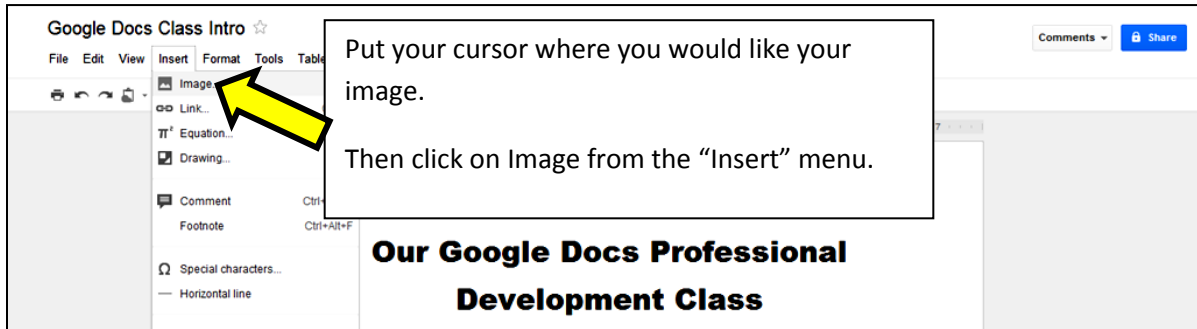 Google Docs Class Intro
File Edit View Insert Format Tools Table
Comments
Share
Put your cursor where you would like your
image.
Then click on Image from the “Insert” menu.
Image...
Link...
π² Equation...
Drawing...
Comment
Footnote Ctrl+Alt+F
Ω Special characters...
Horizontal line
7
Our Google Docs Professional
Development Class